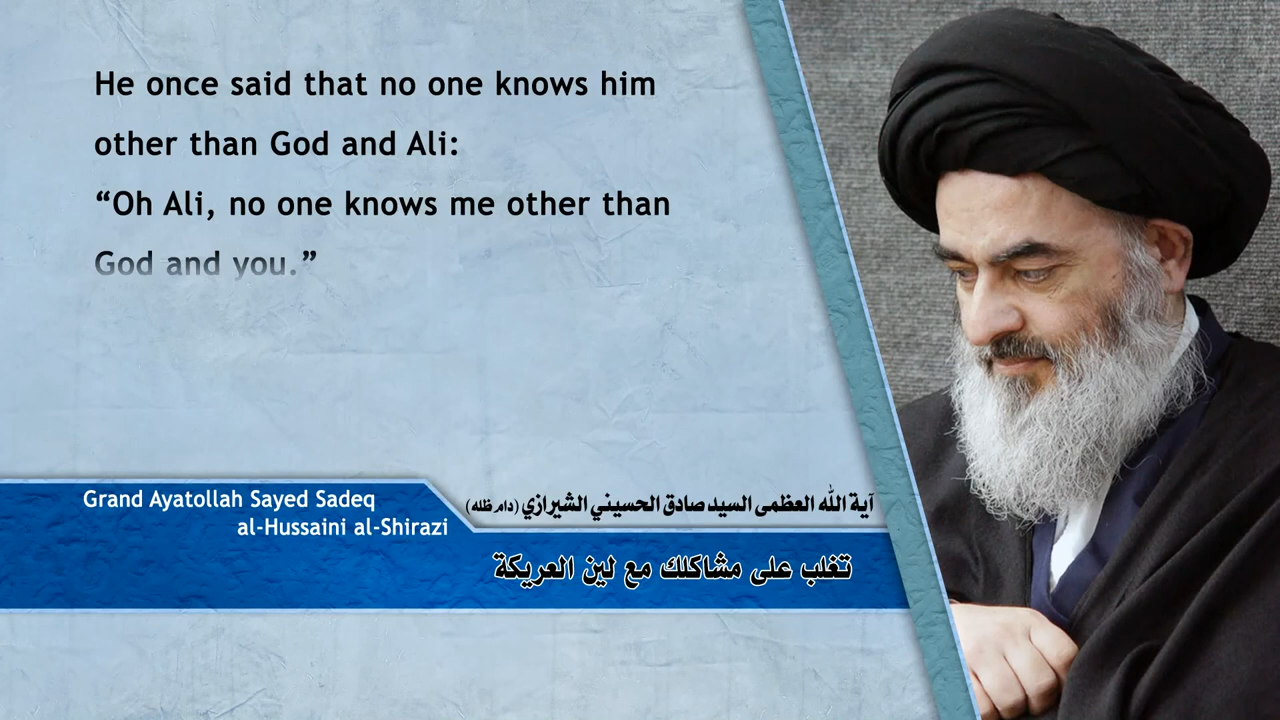 He once said that no one knows him
other than God and Ali:
“Oh Ali, no one knows me other than
God and you.”
Grand Ayatollah Sayed Sadeq
al-Hussaini al-Shirazi
آية الله العظمى السيد صادق الحسيني الشيرازي (دام ظله)
تغلب على مشاكلك مع لين العريكة